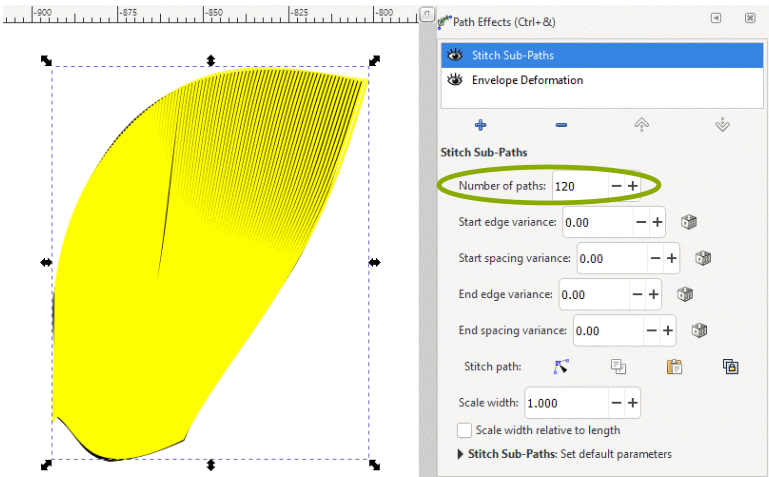 -900 -875 -850 -825 -800
Path Effects (Ctrl+&)
Stitch Sub-Paths
Envelope Deformation
Stitch Sub-Paths
Number of paths: 120
Start edge variance: 0.00
Start spacing variance: 0.00
End edge variance: 0.00
End spacing variance: 0.00
Stitch path:
Scale width: 1.000
Scale width relative to length
Stitch Sub-Paths: Set default parameters